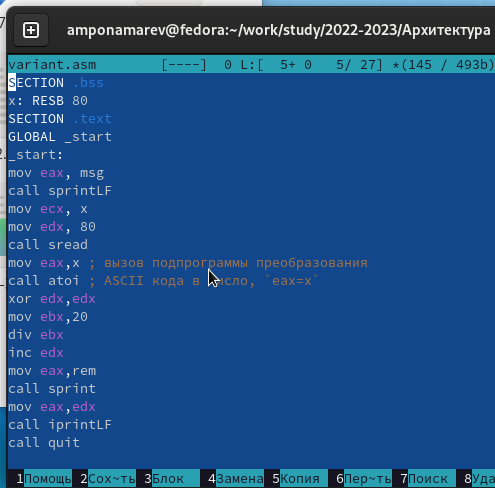 amponamarev@fedora:~/work/study/2022-2023/Архитектура
variant.asm [----] 0 L:[ 5+ 0 5/ 27] *(145 / 493b)
SECTION .bss
x: RESB 80
SECTION .text
GLOBAL _start
_start:
mov eax, msg
call sprintLF
mov ecx, x
mov edx, 80
call sread
mov eax,x ; вызов подпрограммы преобразования
call atoi ; ASCII кода в число, `eax=x`
xor edx,edx
mov ebx,20
div ebx
inc edx
mov eax,rem
call sprint
mov eax,edx
call iprintLF
call quit
1Помощь 2Сох~ть 3Блок 4Замена 5Копия 6Пер~ть 7Поиск 8Уда